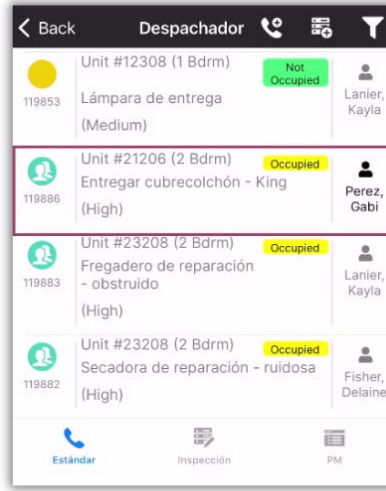 Back Despachador
Unit #12308 (1 Bdrm)
Not
Occupied
119853
Lámpara de entrega
(Medium)
Lanier,
Kayla
Unit #21206 (2 Bdrm)
Occupied
119886
Entregar cubrecolchón - King
(High)
Perez,
Gabi
Unit #23208 (2 Bdrm)
Occupied
119883
Fregadero de reparación
- obstruido
(High)
Lanier,
Kayla
Unit #23208 (2 Bdrm)
Occupied
119882
Secadora de reparación - ruidosa
(High)
Fisher,
Delaine
Estándar Inspección PM